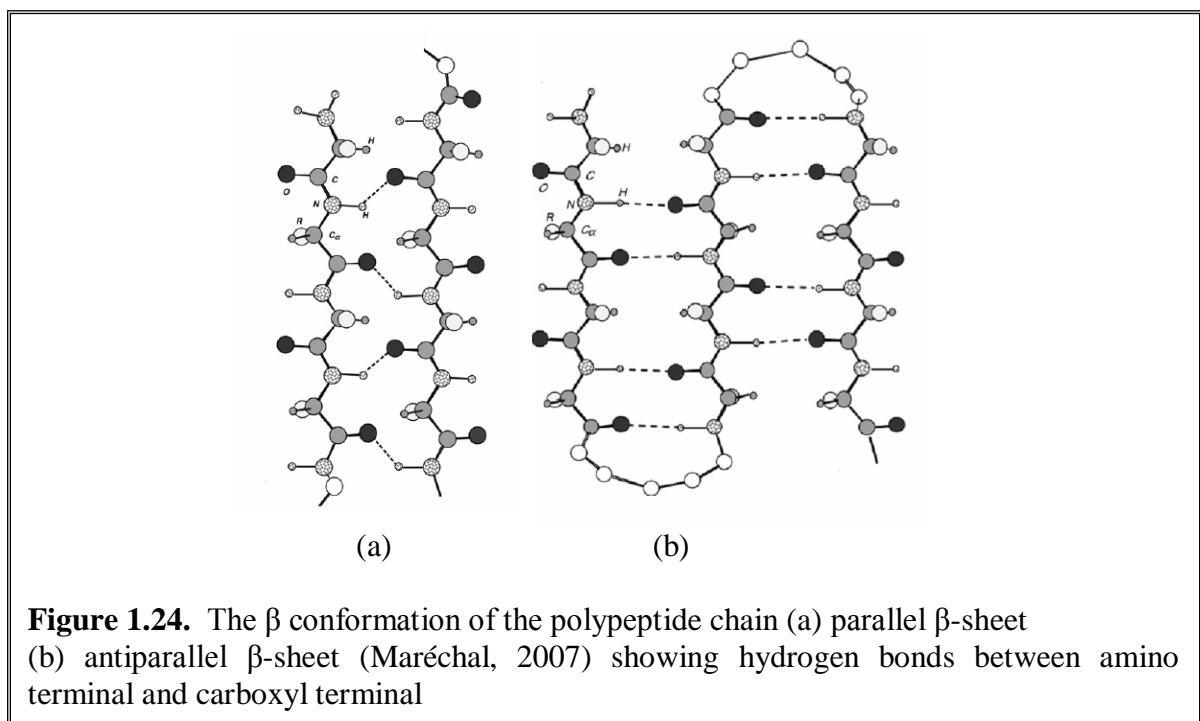 H
O
C
N
H
R
Cα
H
O
C
N
H
R
Cα
(a)
(b)
Figure 1.24. The β conformation of the polypeptide chain (a) parallel β-sheet
(b) antiparallel β-sheet (Maréchal, 2007) showing hydrogen bonds between amino
terminal and carboxyl terminal